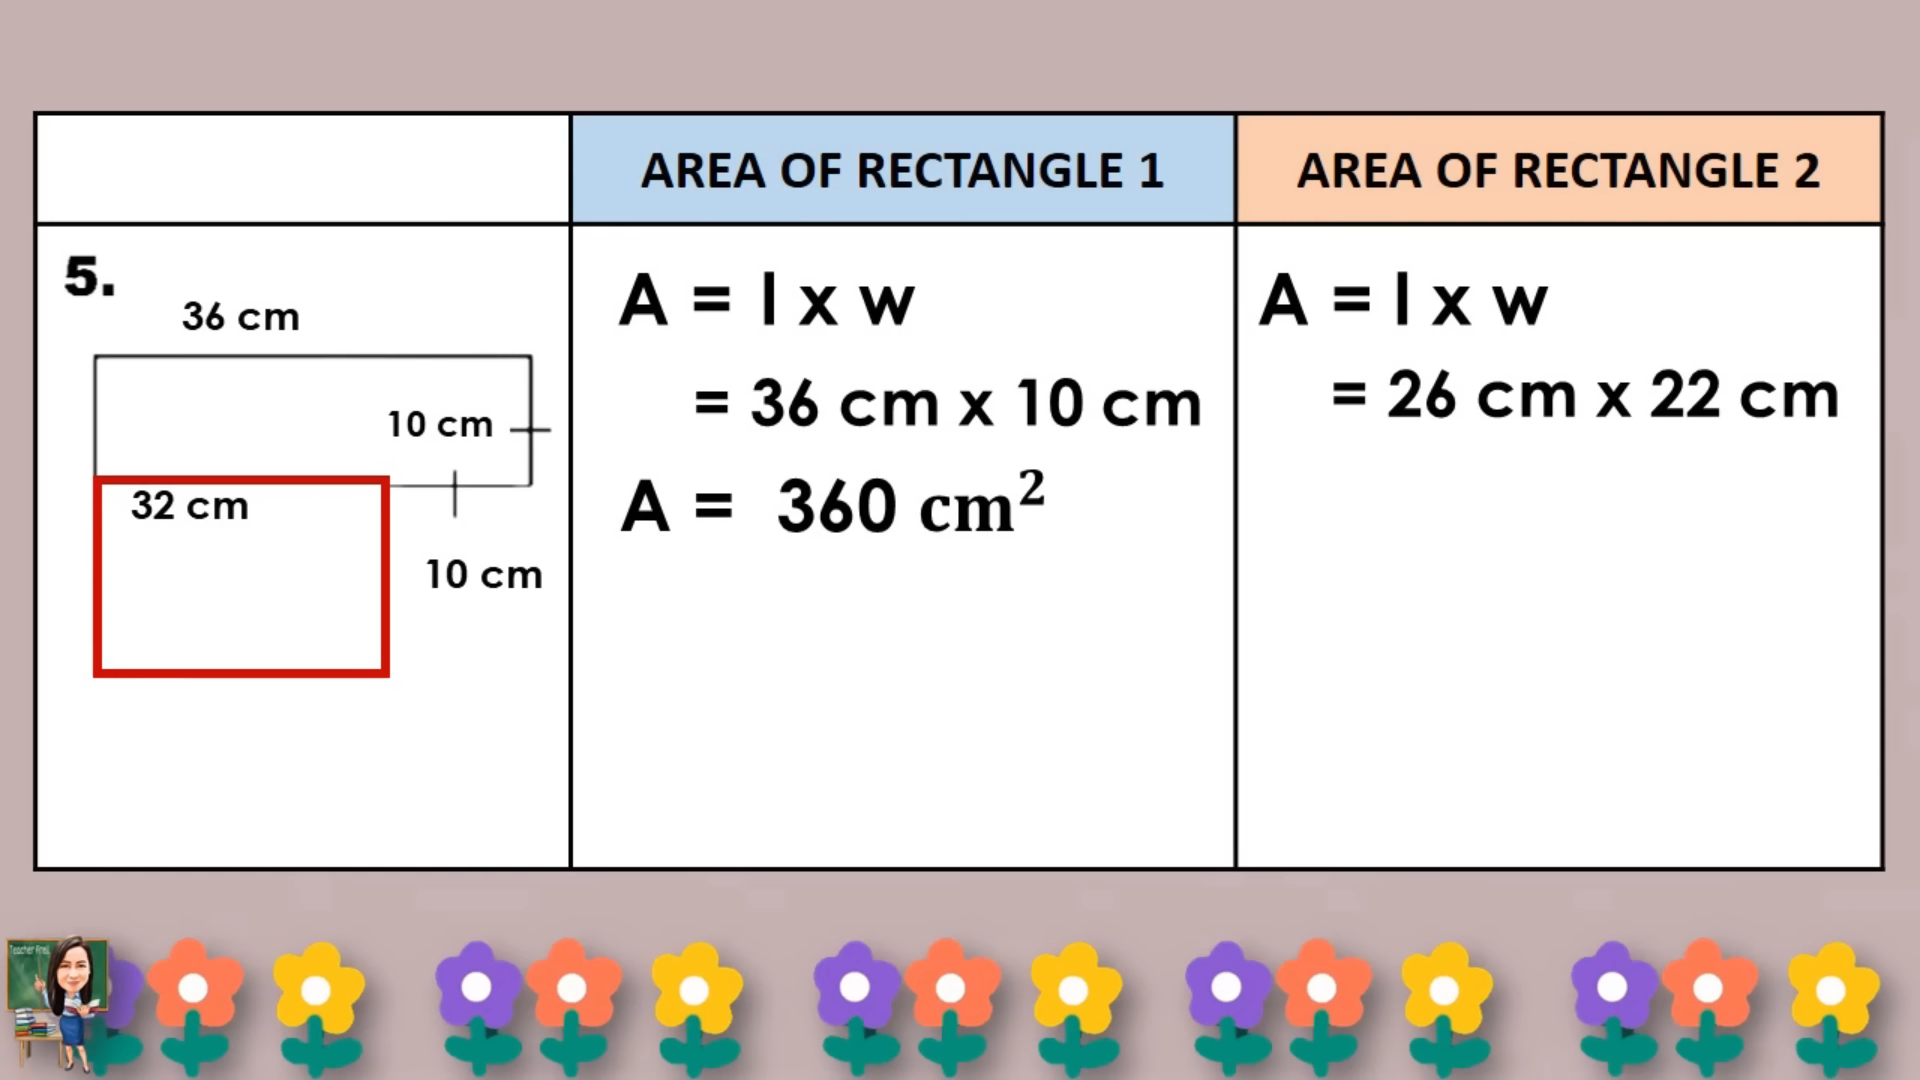 AREA OF RECTANGLE 1
AREA OF RECTANGLE 2
5.
36 cm
10 cm
32 cm
10 cm
A = l x w
= 36 cm x 10 cm
A = 360 cm²
A = l x w
= 26 cm x 22 cm